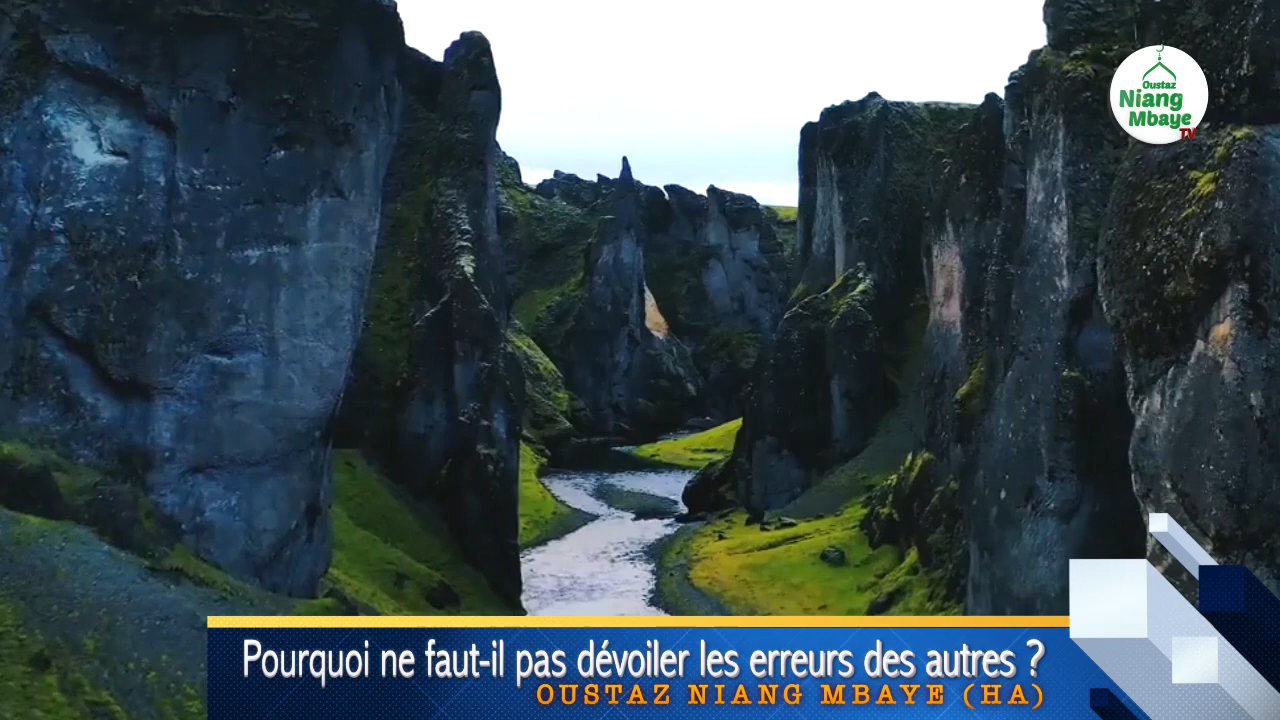 Oustaz
Niang
Mbaye
TV
Pourquoi ne faut-il pas dévoiler les erreurs des autres ?
OUSTAZ NIANG MBAYE (HA)